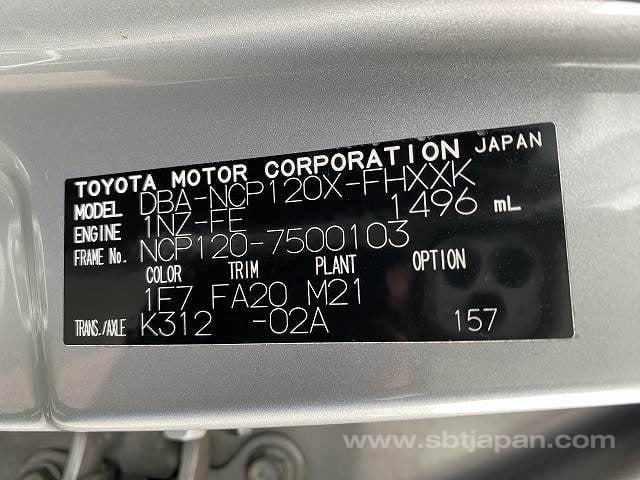 TOYOTA MOTOR CORPORATION JAPAN
MODEL DBA-NCP120X-FHXXK
ENGINE 1NZ-FE 1496 mL
FRAME No. NCP120-7500103
COLOR TRIM PLANT OPTION
1F7 FA20 M21
TRANS./AXLE K312 -02A 157
www.sbtjapan.com